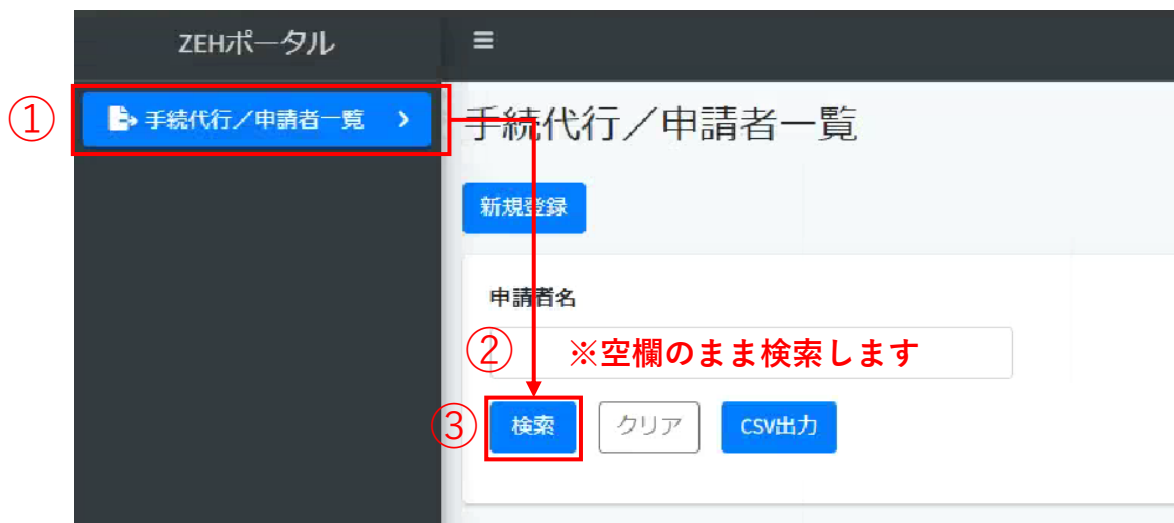 ZEHポータル
① 手続代行／申請者一覧
手続代行／申請者一覧
新規登録
申請者名
② ※空欄のまま検索します
③ 検索 クリア CSV出力